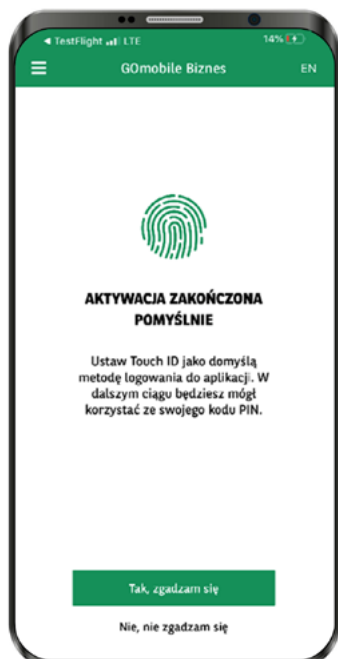 ◀ TestFlight LTE 14%
GOmobile Biznes EN
AKTYWACJA ZAKOŃCZONA
POMYŚLNIE
Ustaw Touch ID jako domyślą
metodę logowania do aplikacji. W
dalszym ciągu będziesz mógł
korzystać ze swojego kodu PIN.
Tak, zgadzam się
Nie, nie zgadzam się